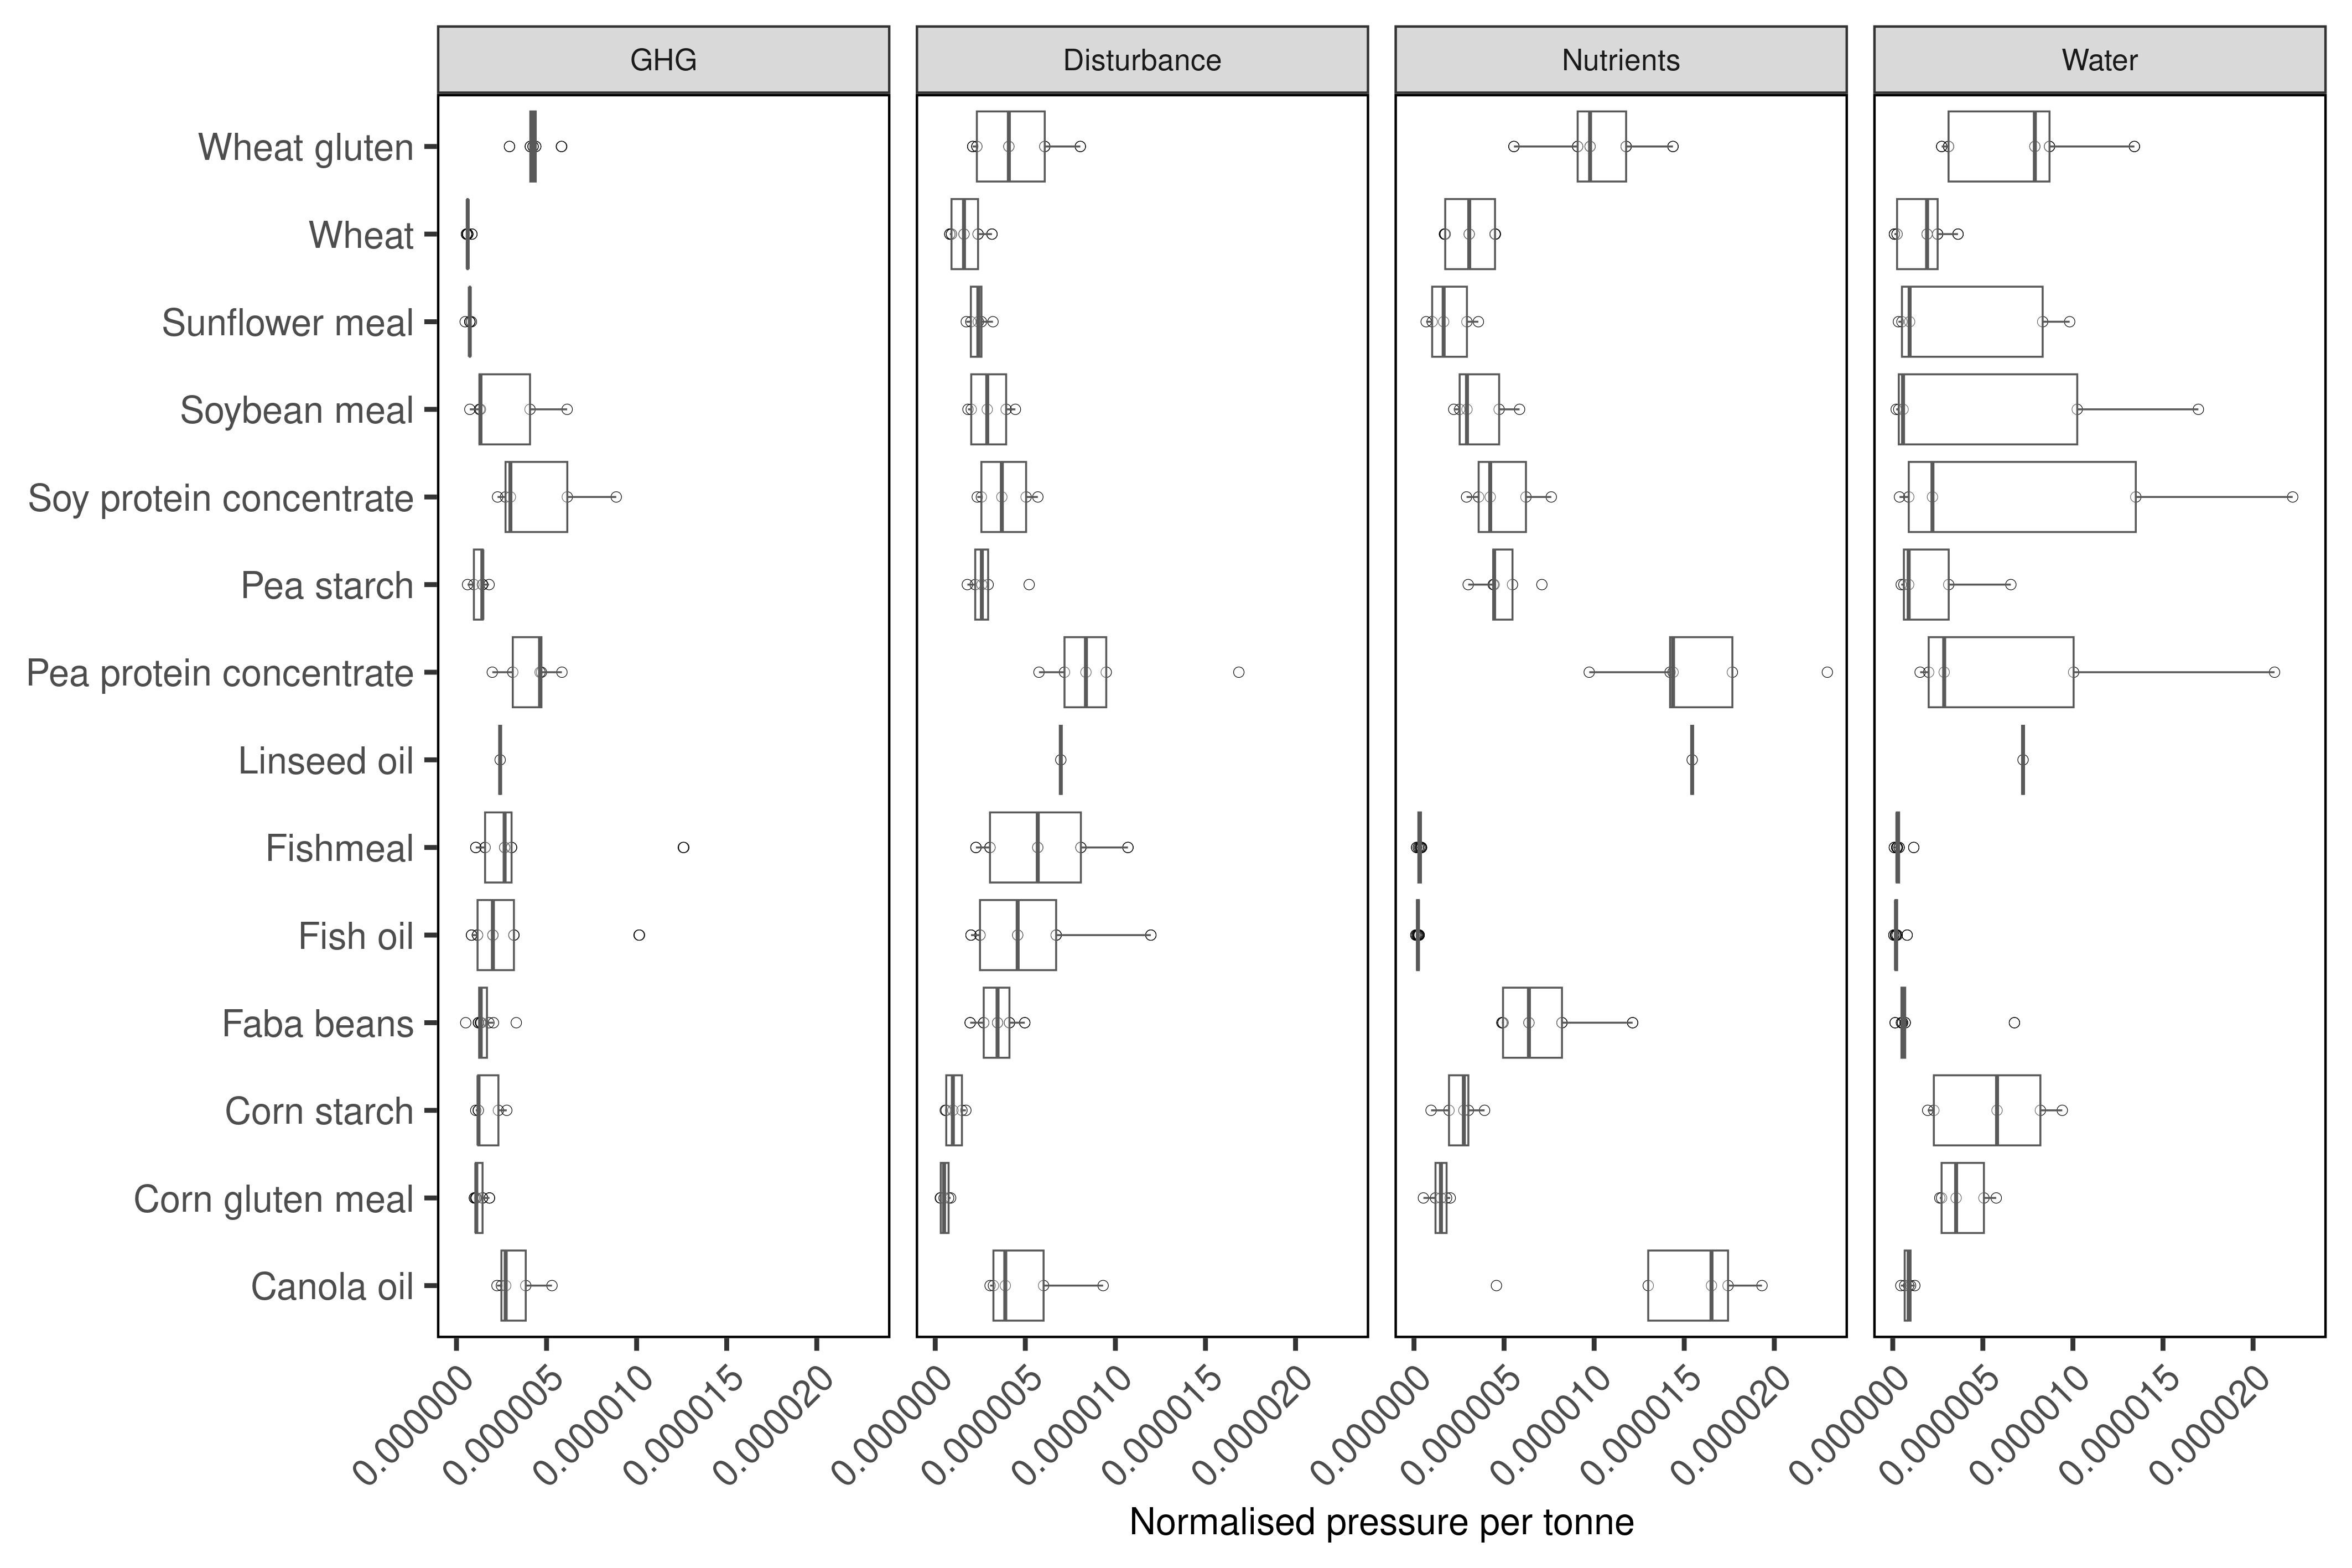 GHG Disturbance Nutrients Water
Wheat gluten
Wheat
Sunflower meal
Soybean meal
Soy protein concentrate
Pea starch
Pea protein concentrate
Linseed oil
Fishmeal
Fish oil
Faba beans
Corn starch
Corn gluten meal
Canola oil
0.000000 0.000005 0.000010 0.000015 0.000020 0.000000 0.000005 0.000010 0.000015 0.000020 0.000000 0.000005 0.000010 0.000015 0.000020 0.000000 0.000005 0.000010 0.000015 0.000020
Normalised pressure per tonne